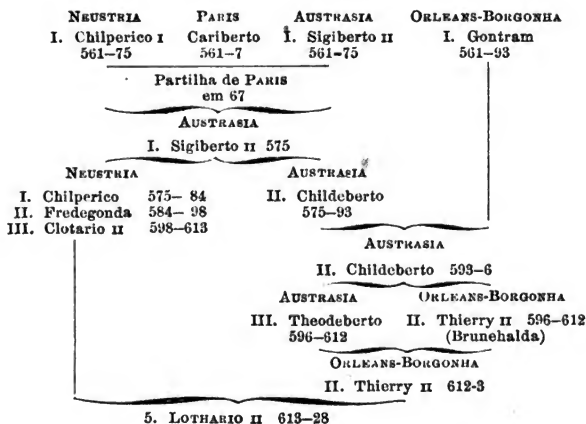 NEUSTRIA PARIS AUSTRASIA ORLEANS-BORGONHA
I. Chilperico I Cariberto I. Sigiberto II I. Gontram
561-75 561-7 561-75 561-93
Partilha de PARIS
em 67
AUSTRASIA
I. Sigiberto II 575
NEUSTRIA AUSTRASIA
I. Chilperico 575- 84 II. Childeberto
II. Fredegonda 584- 98 575-93
III. Clotario II 598-613
AUSTRASIA
II. Childeberto 593-6
AUSTRASIA ORLEANS-BORGONHA
III. Theodeberto II. Thierry II 596-612
596-612 (Brunehalda)
ORLEANS-BORGONHA
II. Thierry II 612-3
5. LOTHARIO II 613-28